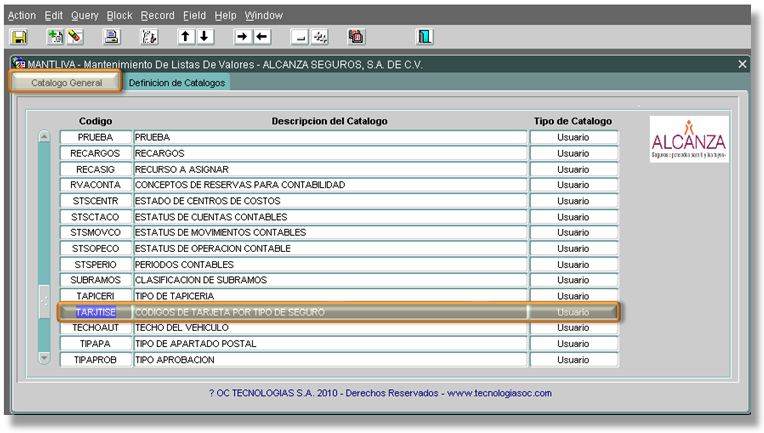 Action Edit Query Block Record Field Help Window
MANTLIVA - Mantenimiento De Listas De Valores - ALCANZA SEGUROS, S.A. DE C.V.
Catalogo General Definicion de Catalogos
Codigo Descripcion del Catalogo Tipo de Catalogo
PRUEBA PRUEBA Usuario
RECARGOS RECARGOS Usuario
RECASIG RECURSO A ASIGNAR Usuario
RVACONTG CONCEPTOS DE RESERVAS PARA CONTABILIDAD Usuario
STSCENTR ESTADO DE CENTROS DE COSTOS Usuario
STSCTACO ESTATUS DE CUENTAS CONTABLES Usuario
STSMOVCO ESTATUS DE MOVIMIENTOS CONTABLES Usuario
STSOPECO ESTATUS DE OPERACION CONTABLE Usuario
STSPERIO PERIODOS CONTABLES Usuario
SUBRAMOS CLASIFICACION DE SUBRAMOS Usuario
TAPICERI TIPO DE TAPICERIA Usuario
TARJTISE CODIGOS DE TARJETA POR TIPO DE SEGURO Usuario
TECHOAUT TECHO DEL VEHICULO Usuario
TIPAPA TIPO DE APARTADO POSTAL Usuario
TIPAPROB TIPO APROBACION Usuario
ALCANZA
? OC TECNOLOGIAS S.A. 2010 - Derechos Reservados - www.tecnologiasoc.com